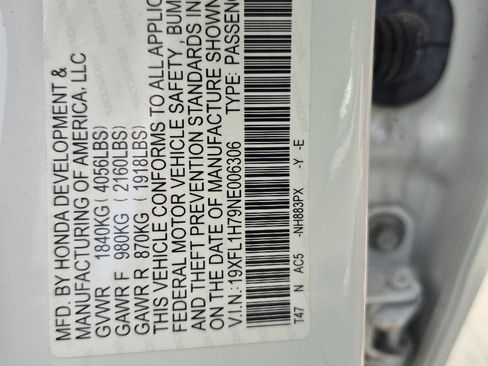 MFD. BY HONDA DEVELOPMENT &
MANUFACTURING OF AMERICA, LLC
GVWR 1840KG( 4056LBS)
GAWR F 980KG ( 2160LBS)
GAWR R 870KG ( 1918LBS)
THIS VEHICLE CONFORMS TO ALL APPLIC
FEDERAL MOTOR VEHICLE SAFETY, BUM
AND THEFT PREVENTION STANDARDS IN
ON THE DATE OF MANUFACTURE SHOWN
V.I.N.:19XFL1H79NE006306 TYPE: PASSENG
T47 N AC5 -NH883PX -Y -E